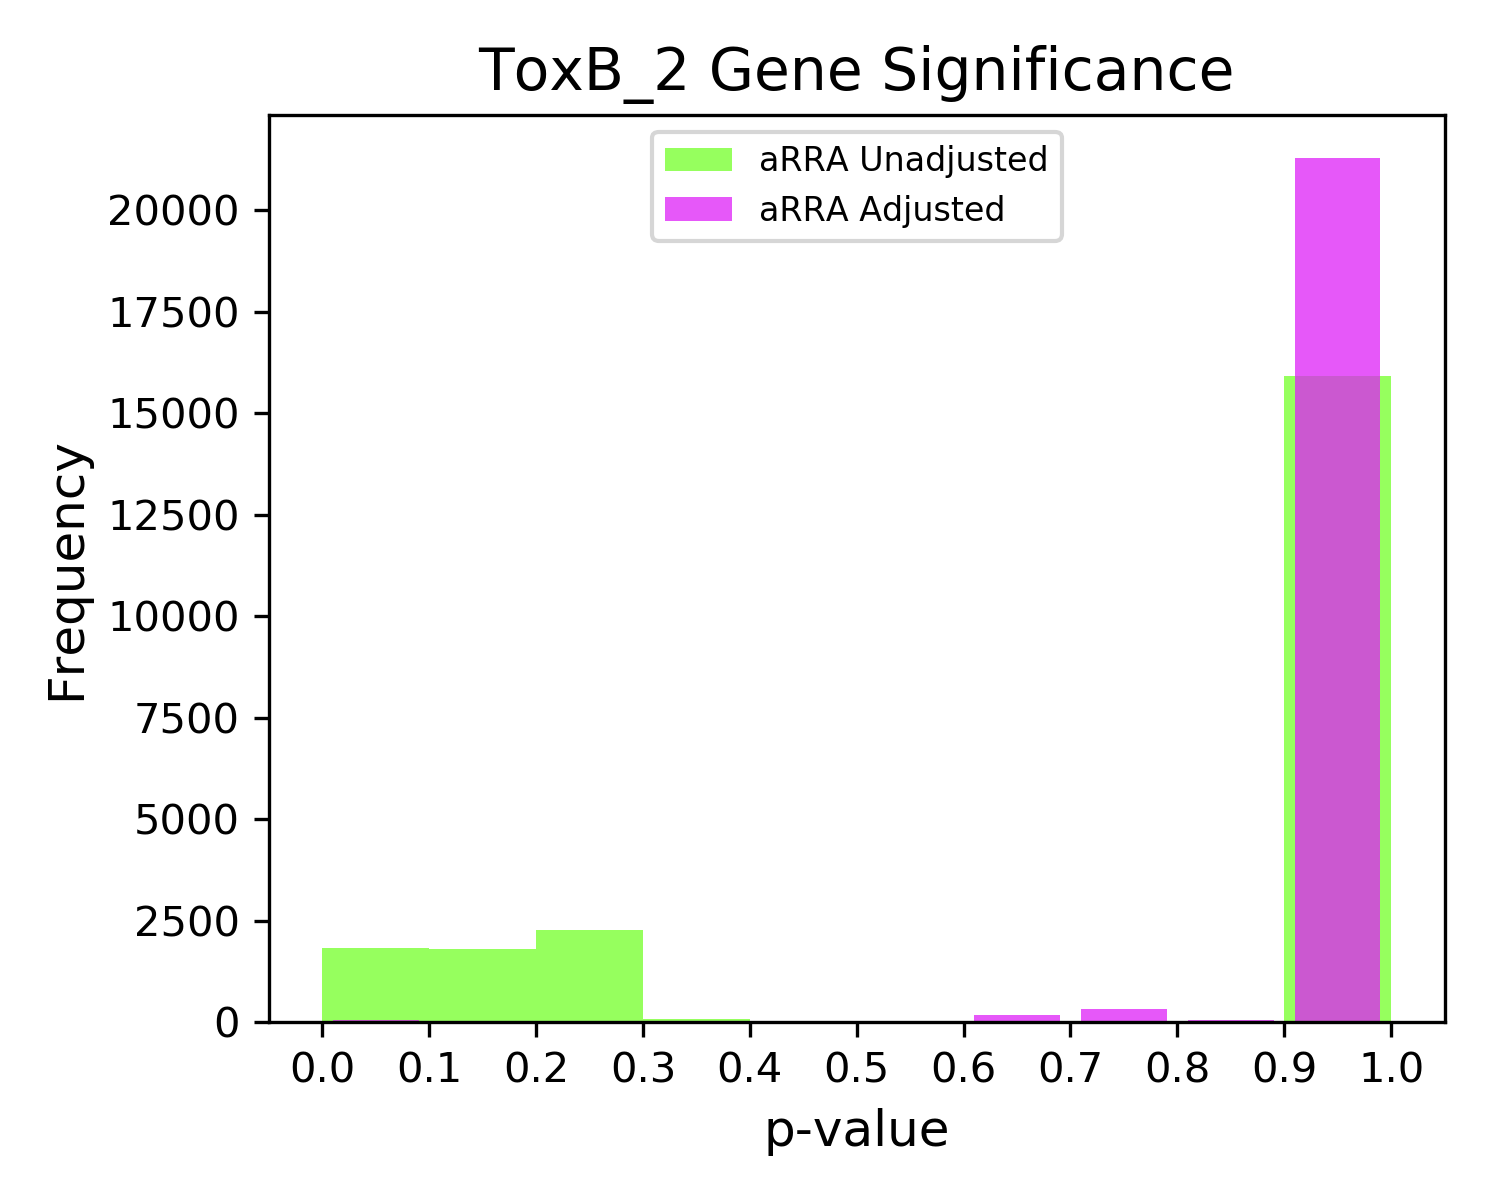 ToxB_2 Gene Significance
aRRA Unadjusted
aRRA Adjusted
Frequency
20000
17500
15000
12500
10000
7500
5000
2500
0
0.0 0.1 0.2 0.3 0.4 0.5 0.6 0.7 0.8 0.9 1.0
p-value